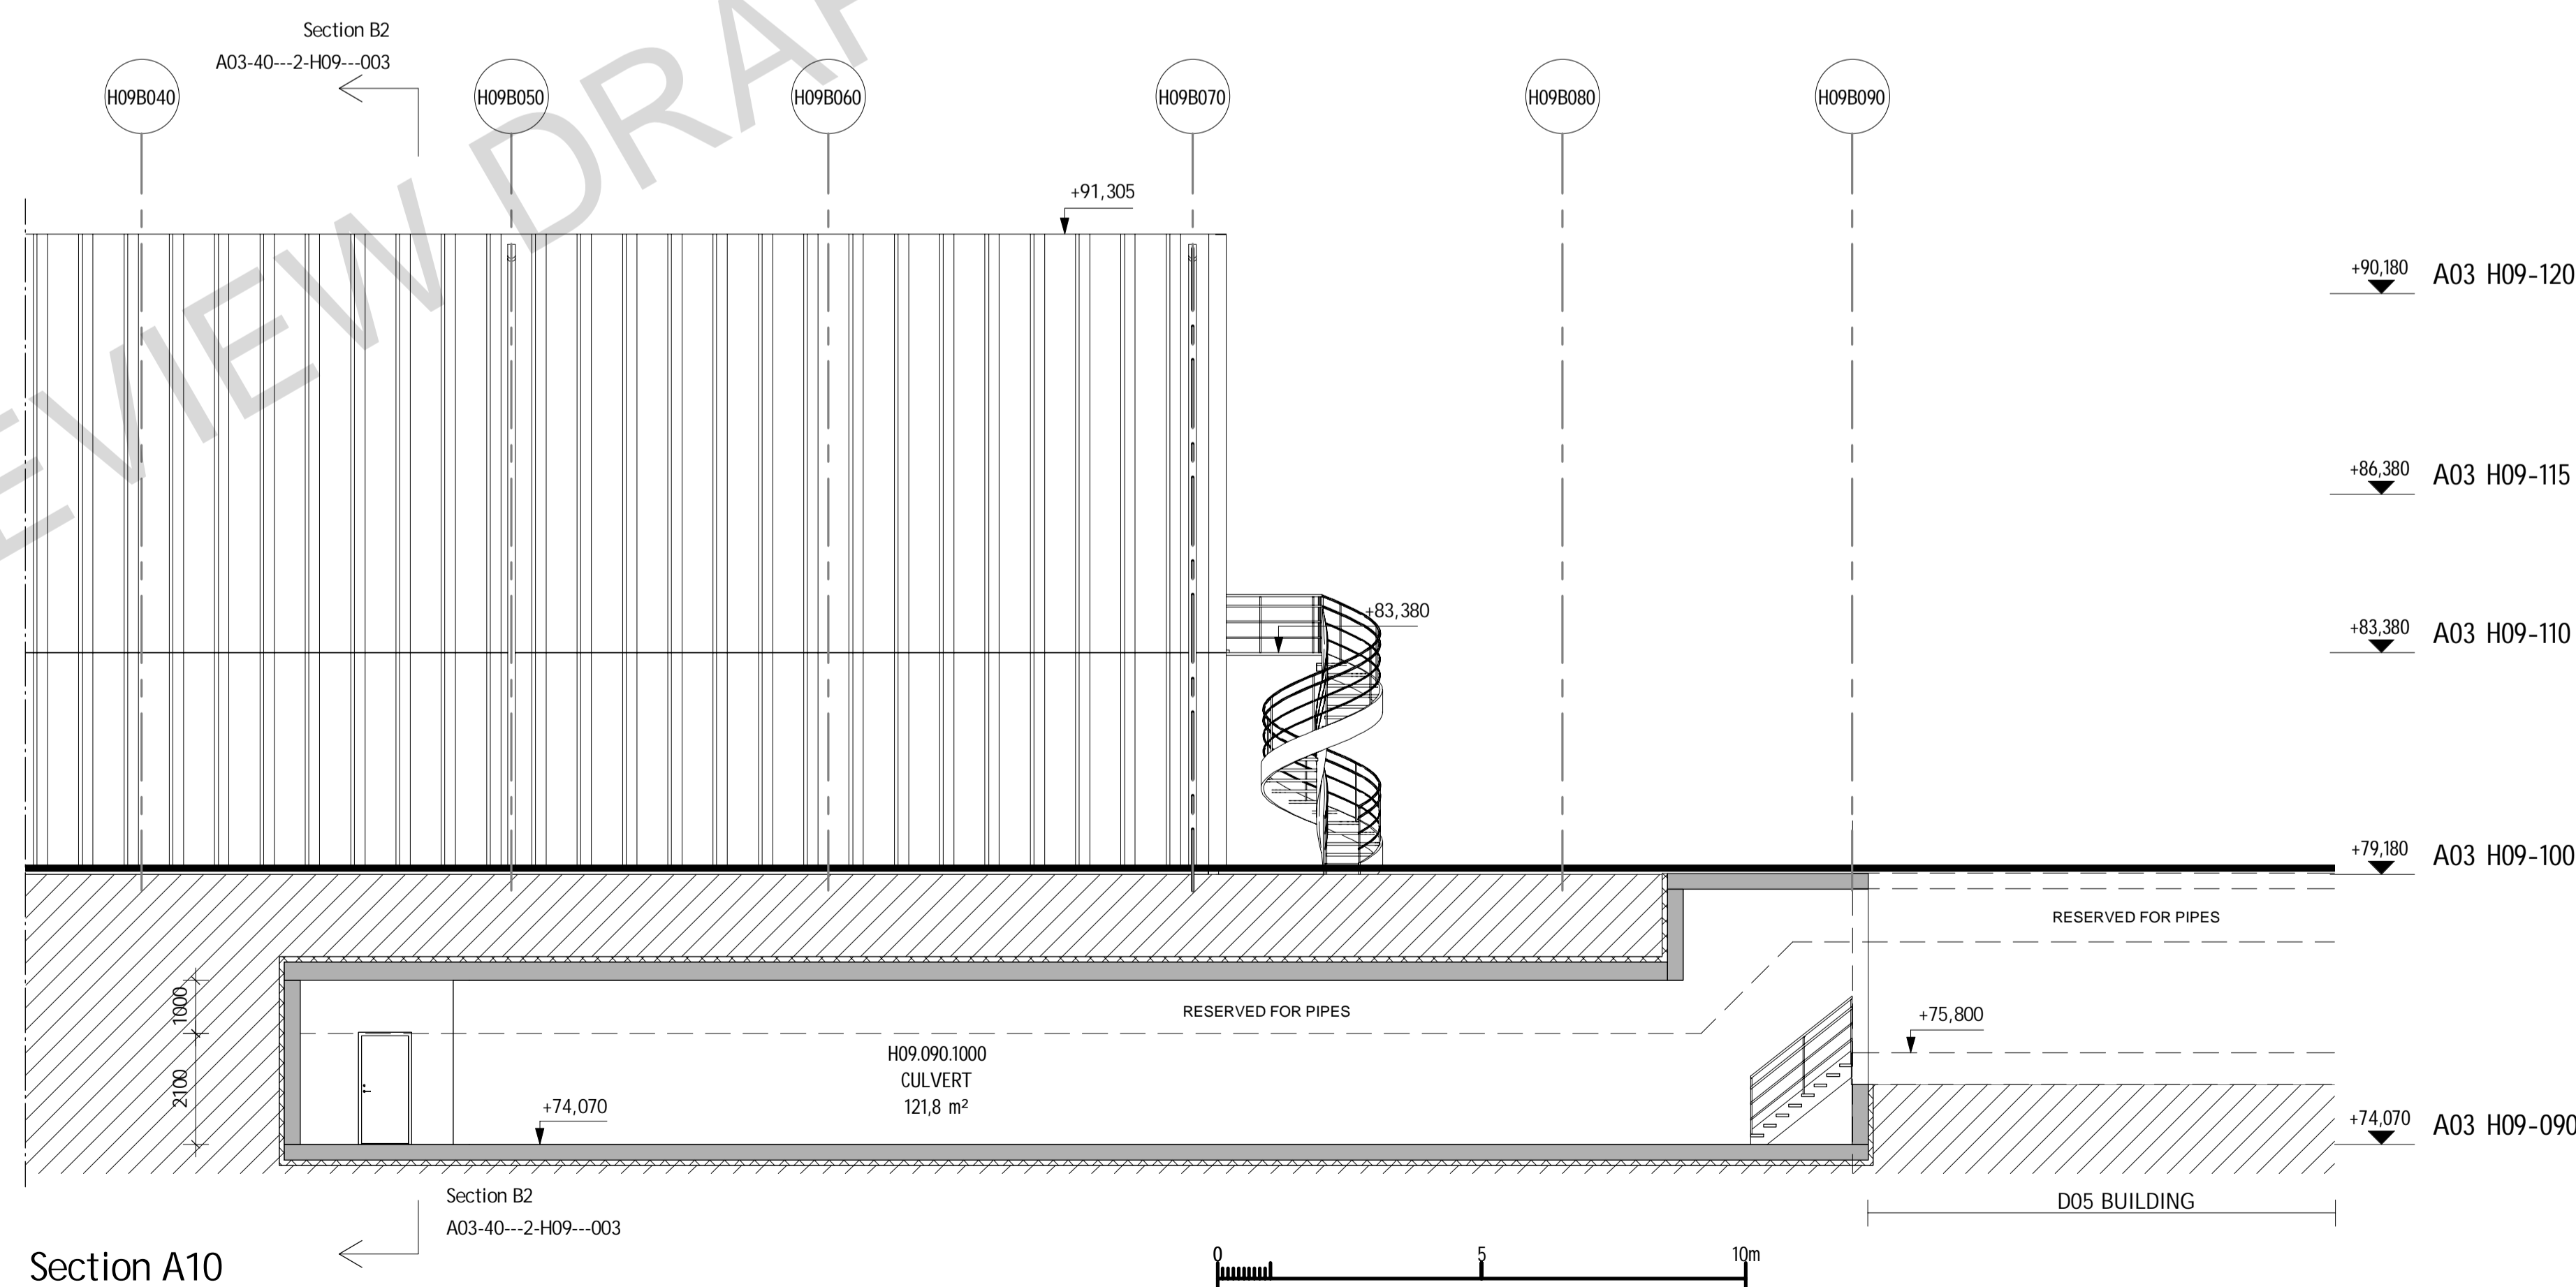 Section B2
A03-40---2-H09---003
H09B040
H09B050
H09B060
H09B070
H09B080
H09B090
EVIEW DRAF
+91,305
+90,180 A03 H09-120
+86,380 A03 H09-115
+83,380
+83,380 A03 H09-110
+79,180 A03 H09-100
RESERVED FOR PIPES
1000
RESERVED FOR PIPES
+75,800
H09.090.1000
CULVERT
121,8 m²
2100
+74,070
+74,070 A03 H09-090
Section B2
A03-40---2-H09---003
D05 BUILDING
Section A10
0 5 10m